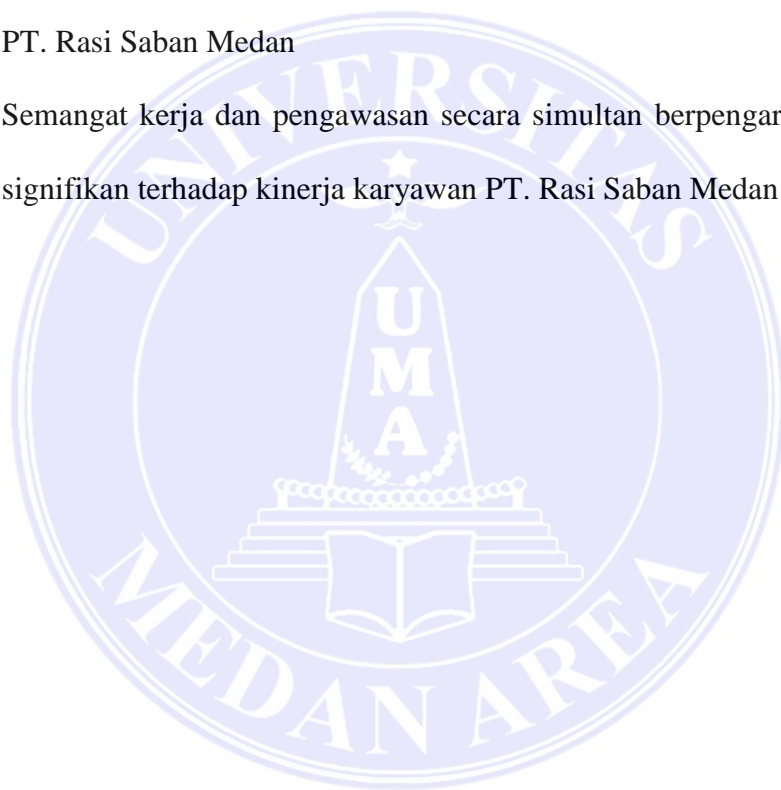 PT. Rasi Saban Medan
Semangat kerja dan pengawasan secara simultan berpengar
signifikan terhadap kinerja karyawan PT. Rasi Saban Medan
UNIVERSITAS
UMA
MEDAN AREA